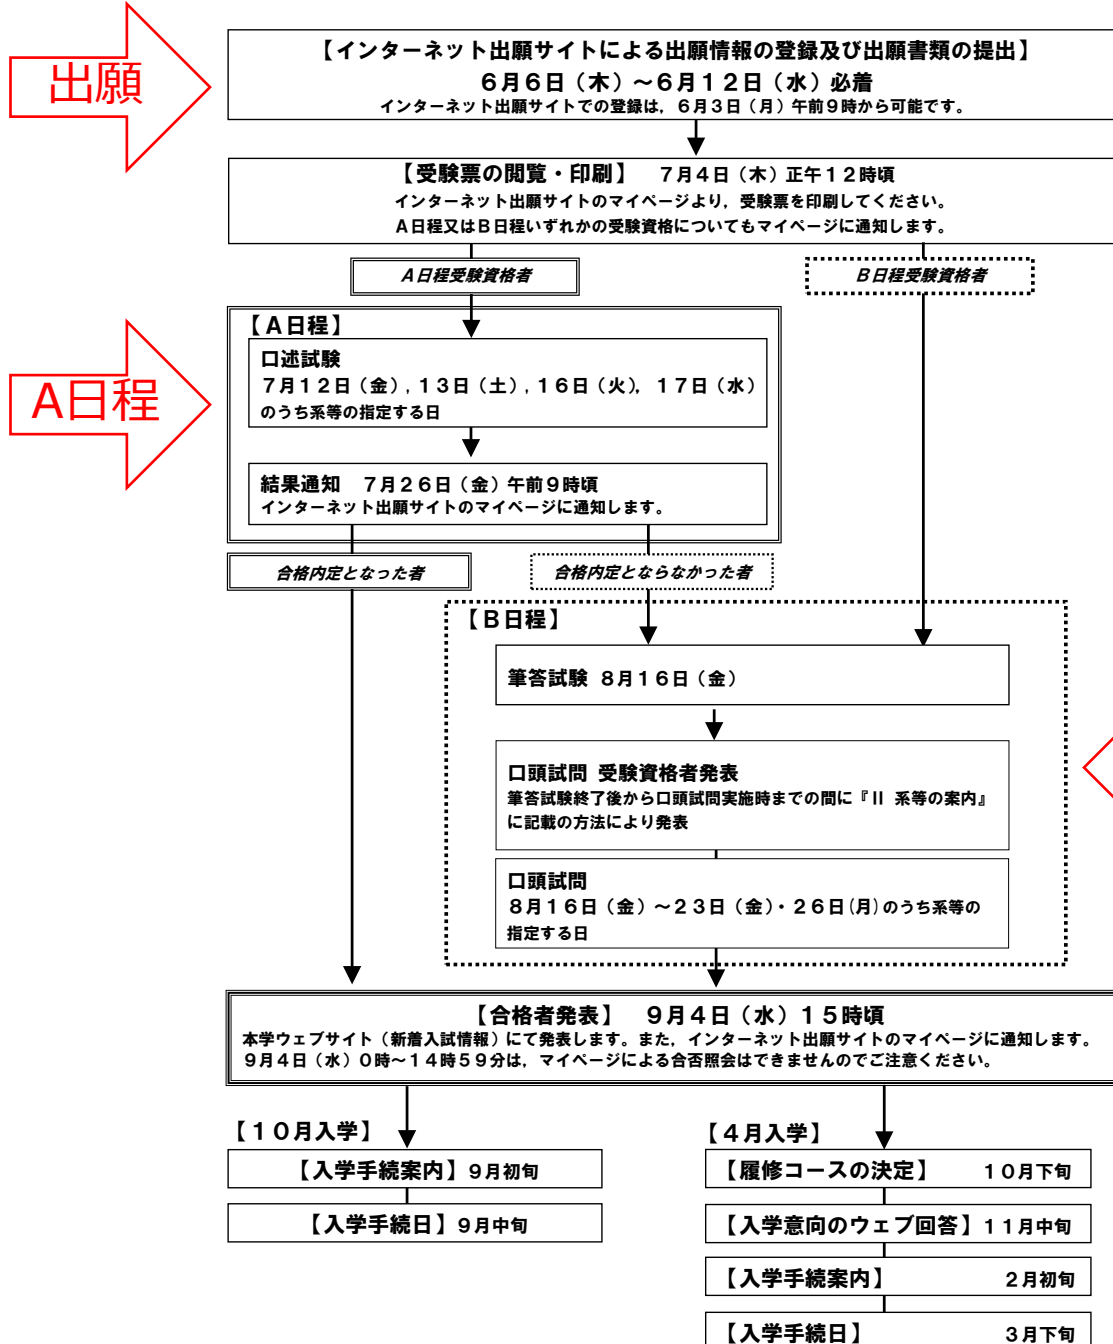 出願
【インターネット出願サイトによる出願情報の登録及び出願書類の提出】
６月６日（木）～６月１２日（水）必着
インターネット出願サイトでの登録は，６月３日（月）午前９時から可能です。
【受験票の閲覧・印刷】　７月４日（木）正午１２時頃
インターネット出願サイトのマイページより，受験票を印刷してください。
Ａ日程又はＢ日程いずれかの受験資格についてもマイページに通知します。
Ａ日程受験資格者
Ｂ日程受験資格者
A日程
【Ａ日程】
口述試験
７月１２日（金），１３日（土），１６日（火），１７日（水）
のうち系等の指定する日
結果通知　７月２６日（金）午前９時頃
インターネット出願サイトのマイページに通知します。
合格内定となった者
合格内定とならなかった者
【Ｂ日程】
筆答試験 ８月１６日（金）
口頭試問 受験資格者発表
筆答試験終了後から口頭試問実施時までの間に『Ⅱ 系等の案内』
に記載の方法により発表
口頭試問
８月１６日（金）～２３日（金）・２６日(月)のうち系等の
指定する日
【合格者発表】　９月４日（水）１５時頃
本学ウェブサイト（新着入試情報）にて発表します。また，インターネット出願サイトのマイページに通知します。
９月４日（水）０時～１４時５９分は，マイページによる合否照会はできませんのでご注意ください。
【１０月入学】
【入学手続案内】９月初旬
【入学手続日】９月中旬
【４月入学】
【履修コースの決定】　１０月下旬
【入学意向のウェブ回答】１１月中旬
【入学手続案内】　２月初旬
【入学手続日】　３月下旬